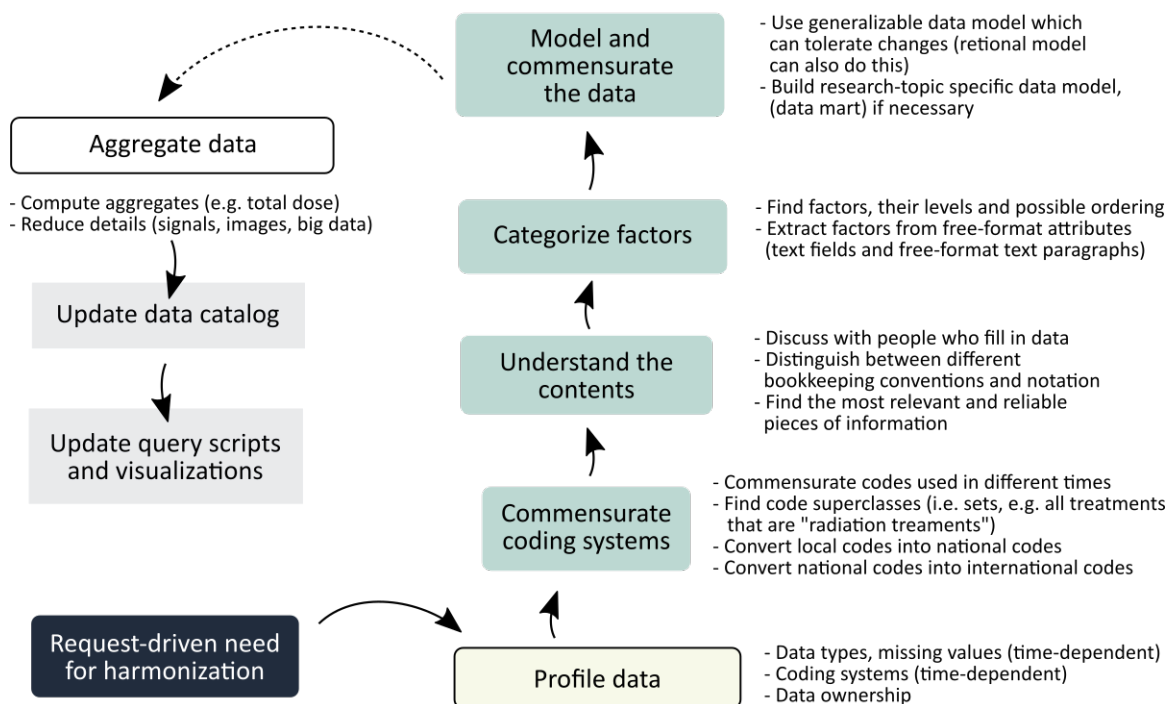 Model and
commensurate
the data
- Use generalizable data model which
can tolerate changes (retional model
can also do this)
- Build research-topic specific data model,
(data mart) if necessary
Aggregate data
- Compute aggregates (e.g. total dose)
- Reduce details (signals, images, big data)
Categorize factors
- Find factors, their levels and possible ordering
- Extract factors from free-format attributes
(text fields and free-format text paragraphs)
Update data catalog
Understand the
contents
- Discuss with people who fill in data
- Distinguish between different
bookkeeping conventions and notation
- Find the most relevant and reliable
pieces of information
Update query scripts
and visualizations
Commensurate
coding systems
- Commensurate codes used in different times
- Find code superclasses (i.e. sets, e.g. all treatments
that are "radiation treaments")
- Convert local codes into national codes
- Convert national codes into international codes
Request-driven need
for harmonization
Profile data
- Data types, missing values (time-dependent)
- Coding systems (time-dependent)
- Data ownership